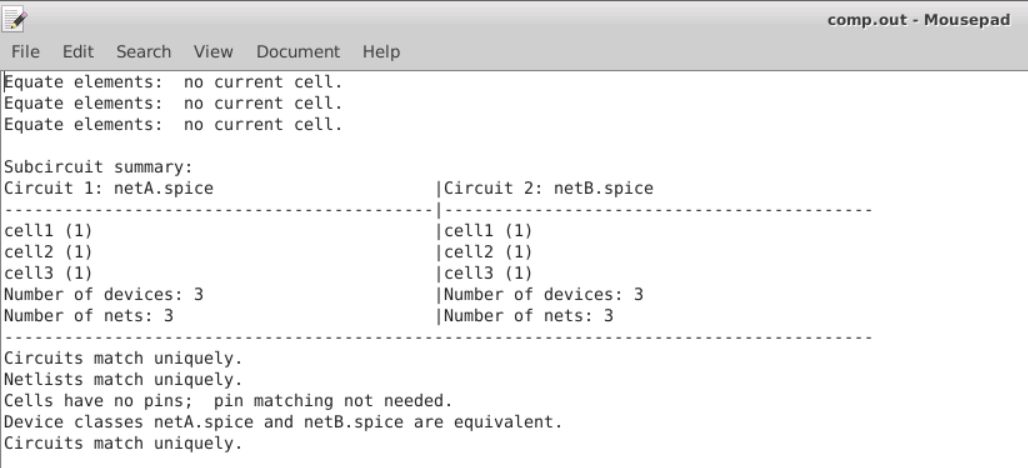 comp.out - Mousepad
File Edit Search View Document Help
Equate elements:  no current cell.
Equate elements:  no current cell.
Equate elements:  no current cell.
Subcircuit summary:
Circuit 1: netA.spice                      |Circuit 2: netB.spice
-------------------------------------------|-------------------------------------------
cell1 (1)                                  |cell1 (1)
cell2 (1)                                  |cell2 (1)
cell3 (1)                                  |cell3 (1)
Number of devices: 3                       |Number of devices: 3
Number of nets: 3                          |Number of nets: 3
---------------------------------------------------------------------------------------
Circuits match uniquely.
Netlists match uniquely.
Cells have no pins;  pin matching not needed.
Device classes netA.spice and netB.spice are equivalent.
Circuits match uniquely.